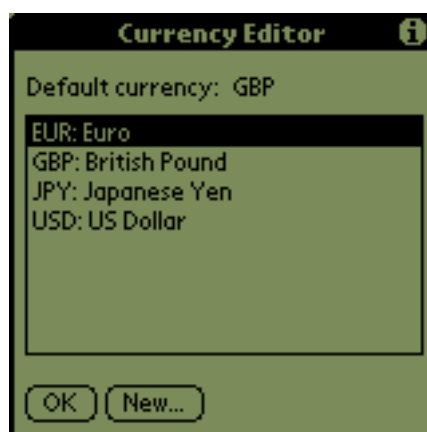 Currency Editor i
Default currency: GBP
EUR: Euro
GBP: British Pound
JPY: Japanese Yen
USD: US Dollar
OK New...